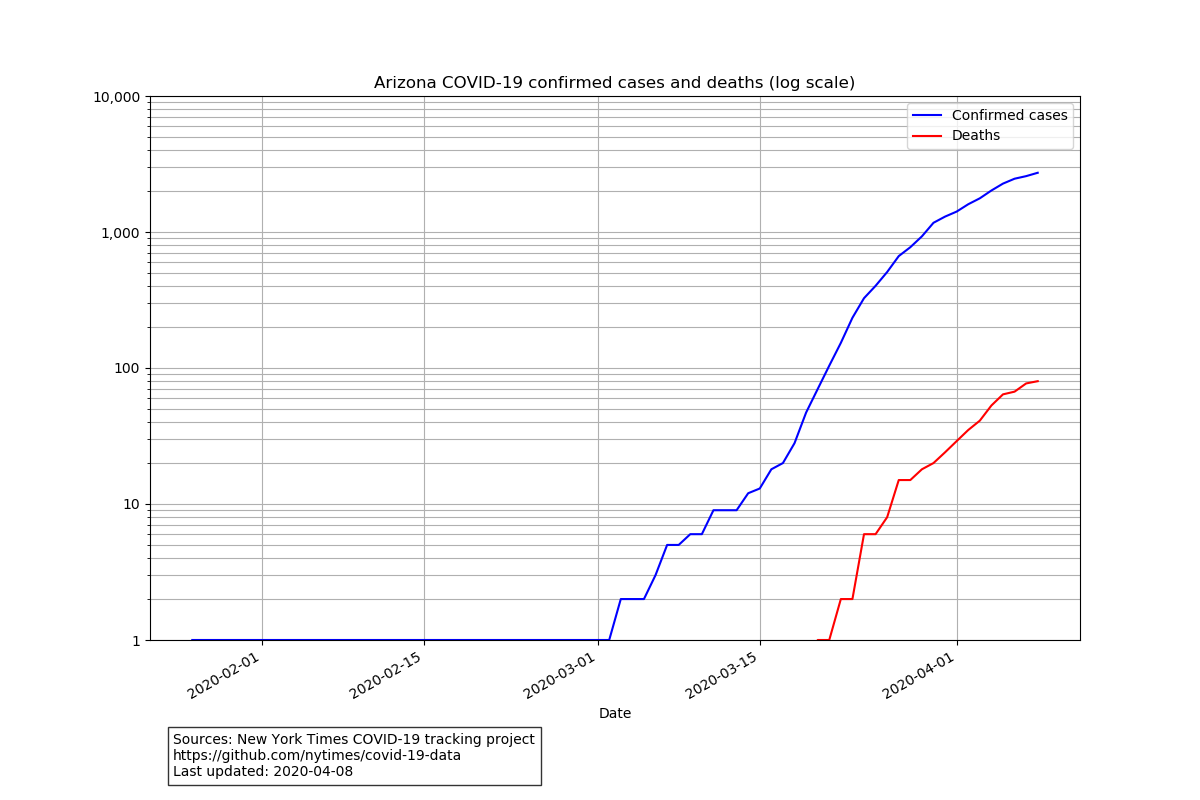 Arizona COVID-19 confirmed cases and deaths (log scale)
10,000
1,000
100
10
1
Confirmed cases
Deaths
2020-02-01
2020-02-15
2020-03-01
2020-03-15
2020-04-01
Date
Sources: New York Times COVID-19 tracking project
https://github.com/nytimes/covid-19-data
Last updated: 2020-04-08